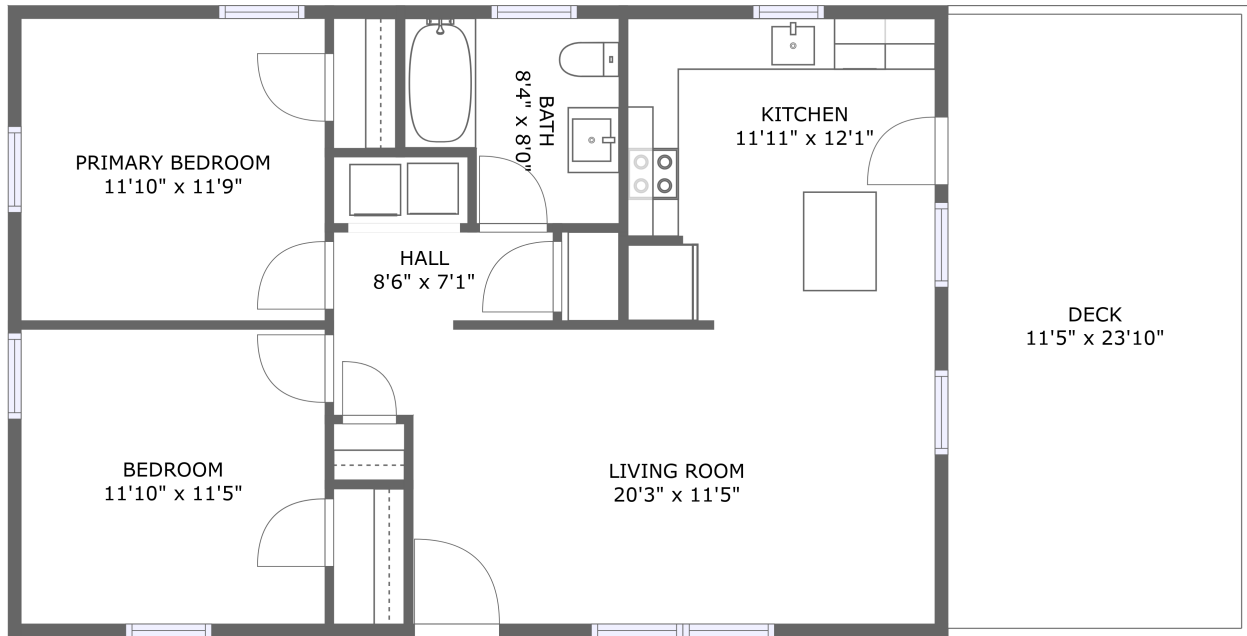 PRIMARY BEDROOM
11'10" x 11'9"
BATH
8'4" x 8'0"
KITCHEN
11'11" x 12'1"
HALL
8'6" x 7'1"
DECK
11'5" x 23'10"
BEDROOM
11'10" x 11'5"
LIVING ROOM
20'3" x 11'5"